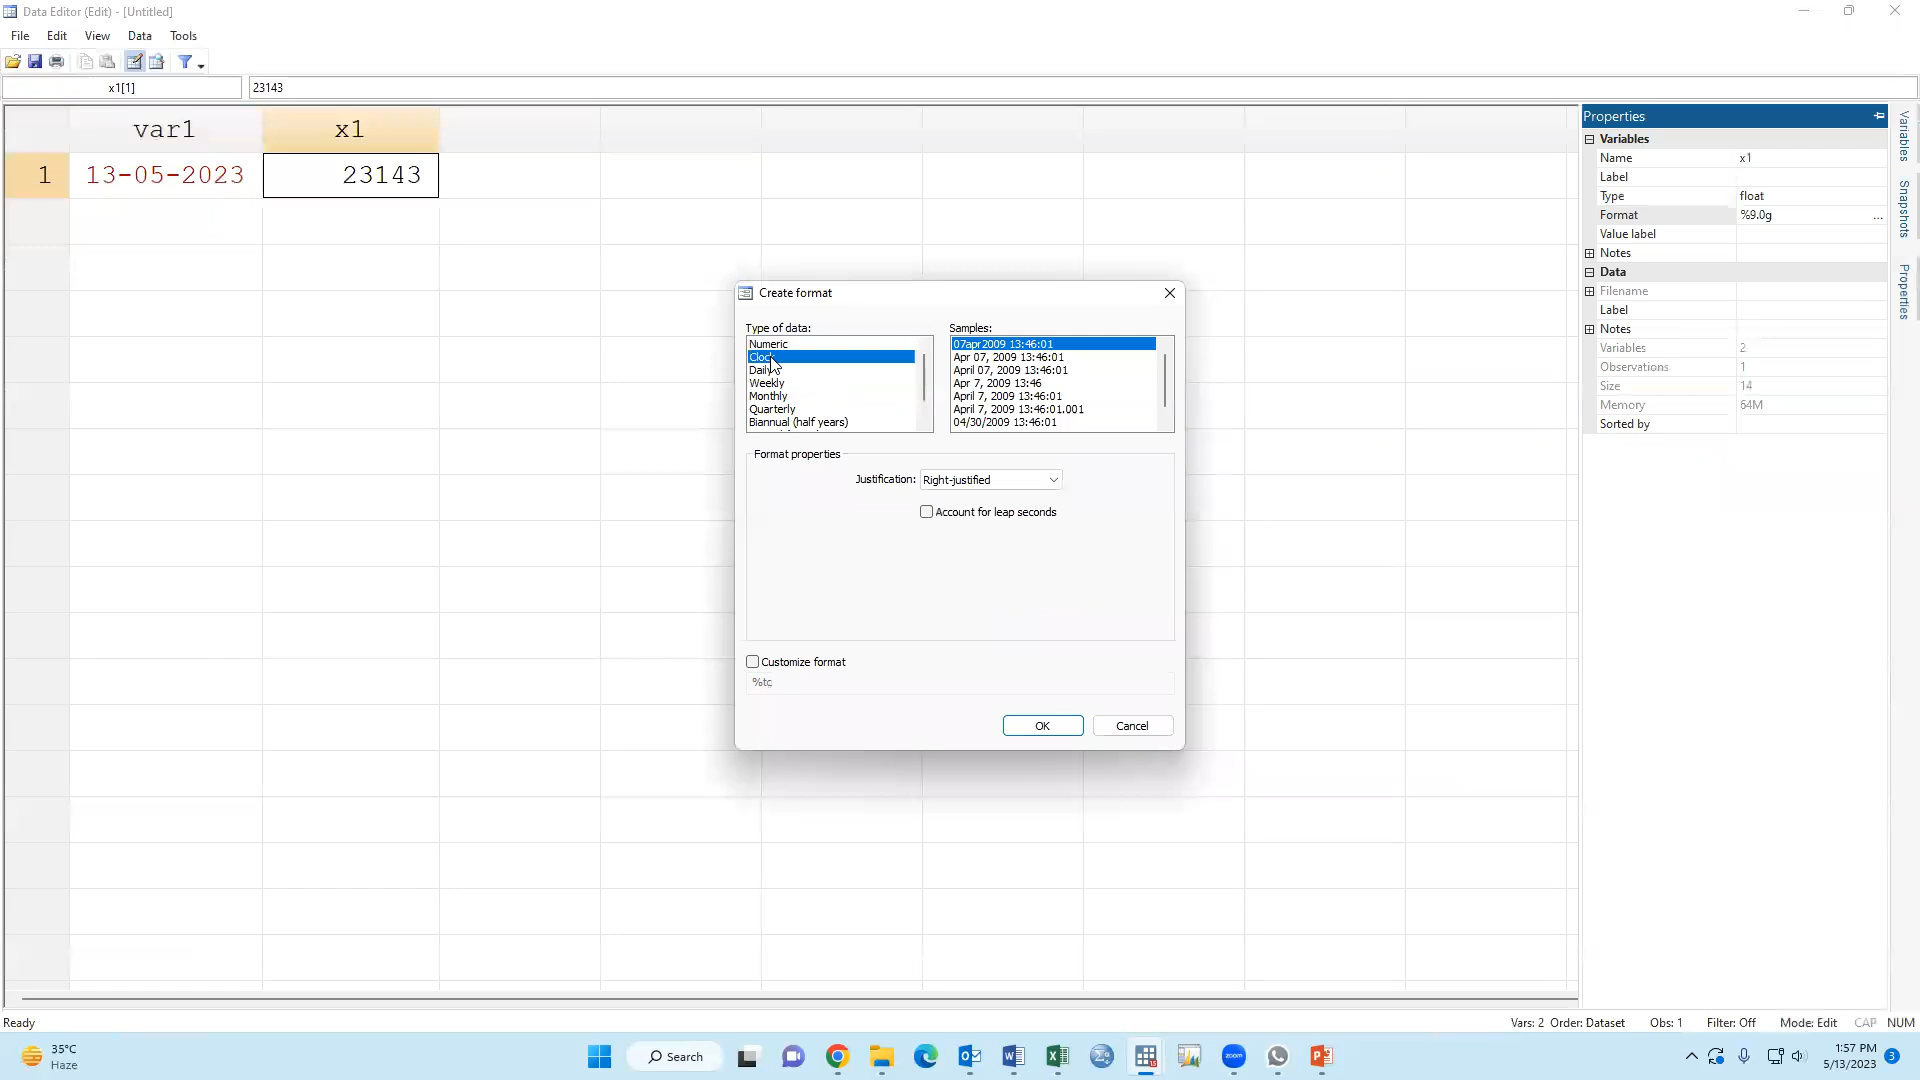 Data Editor (Edit) - [Untitled]
File Edit View Data Tools
x1[1] 23143
var1 x1
1 13-05-2023 23143
Create format
Type of data: Samples:
Numeric
Clock
Daily
Weekly
Monthly
Quarterly
Biannual (half years)
07apr2009 13:46:01
Apr 07, 2009 13:46:01
April 07, 2009 13:46:01
Apr 7, 2009 13:46
April 7, 2009 13:46:01
April 7, 2009 13:46:01.001
04/30/2009 13:46:01
Format properties
Justification: Right-justified
Account for leap seconds
Customize format
%tc
OK Cancel
Properties
Variables
Name x1
Label
Type float
Format %9.0g ...
Value label
Notes
Data
Filename
Label
Notes
Variables 2
Observations 1
Size 14
Memory 64M
Sorted by
Variables
Snapshots
Properties
Ready Vars: 2 Order: Dataset Obs: 1 Filter: Off Mode: Edit CAP NUM
35°C
Haze
Search
zoom
1:57 PM
5/13/2023
3